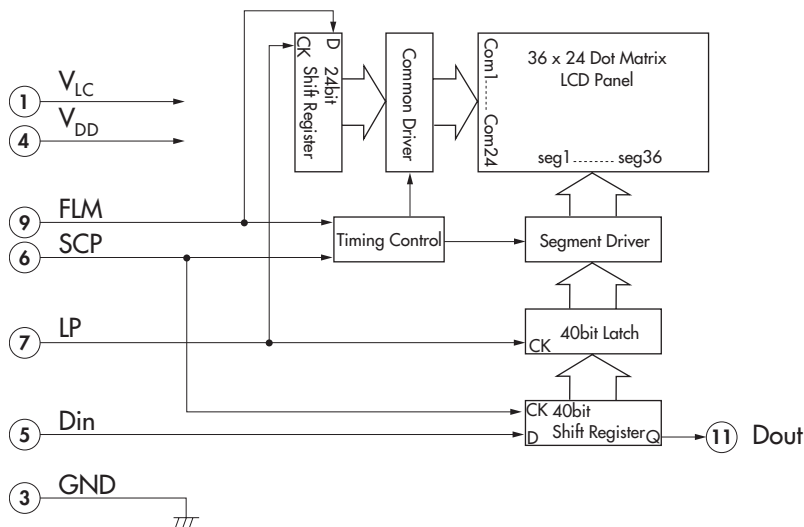 D
CK
24bit
Shift Register
Common Driver
Com1........Com24
36 x 24 Dot Matrix
LCD Panel
seg1........ seg36
1 VLC
4 VDD
9 FLM
6 SCP
Timing Control
Segment Driver
7 LP
40bit Latch
CK
CK 40bit
D Shift Register Q
5 Din
11 Dout
3 GND